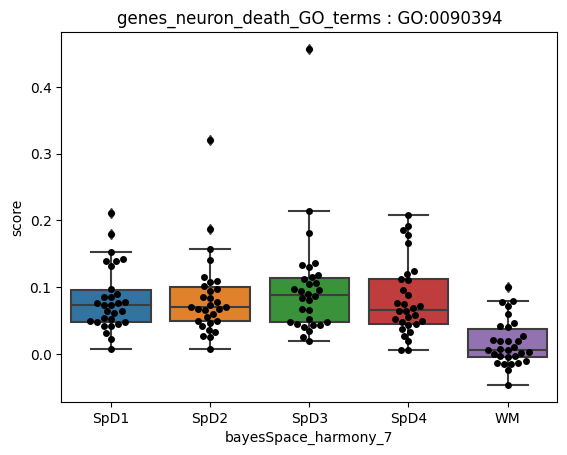 genes_neuron_death_GO_terms : GO:0090394
0.4
0.3
0.2
0.1
0.0
score
SpD1 SpD2 SpD3 SpD4 WM
bayesSpace_harmony_7